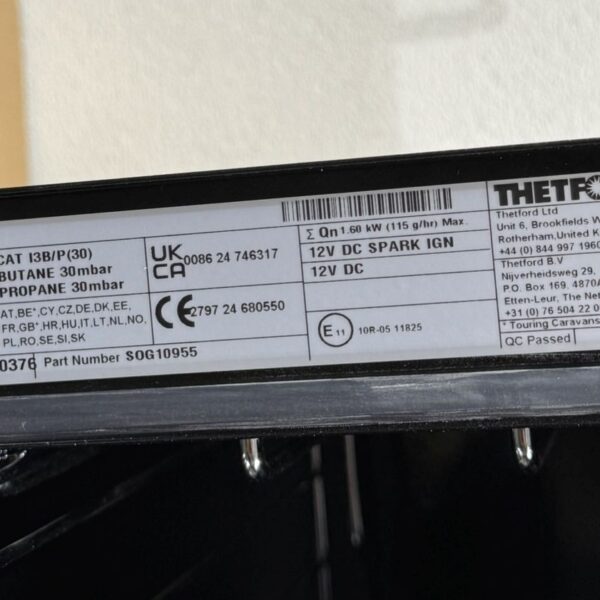 CAT I3B/P(30)
BUTANE 30mbar
PROPANE 30mbar
AT,BE*,CY,CZ,DE,DK,EE,
FR,GB*,HR,HU,IT,LT,NL,NO,
PL,RO,SE,SI,SK
0376 Part Number SOG10955
UK
CA
0086 24 746317
CE 2797 24 680550
Σ Qn 1.60 kW (115 g/hr) Max.
12V DC SPARK IGN
12V DC
E 11 10R-05 11825
THETFO
Thetford Ltd
Unit 6, Brookfields W
Rotherham,United K
+44 (0) 844 997 1960
Thetford B.V
Nijverheidsweg 29,
P.O. Box 169, 4870A
Etten-Leur, The Net
+31 (0) 76 504 22 0
* Touring Caravans
QC Passed